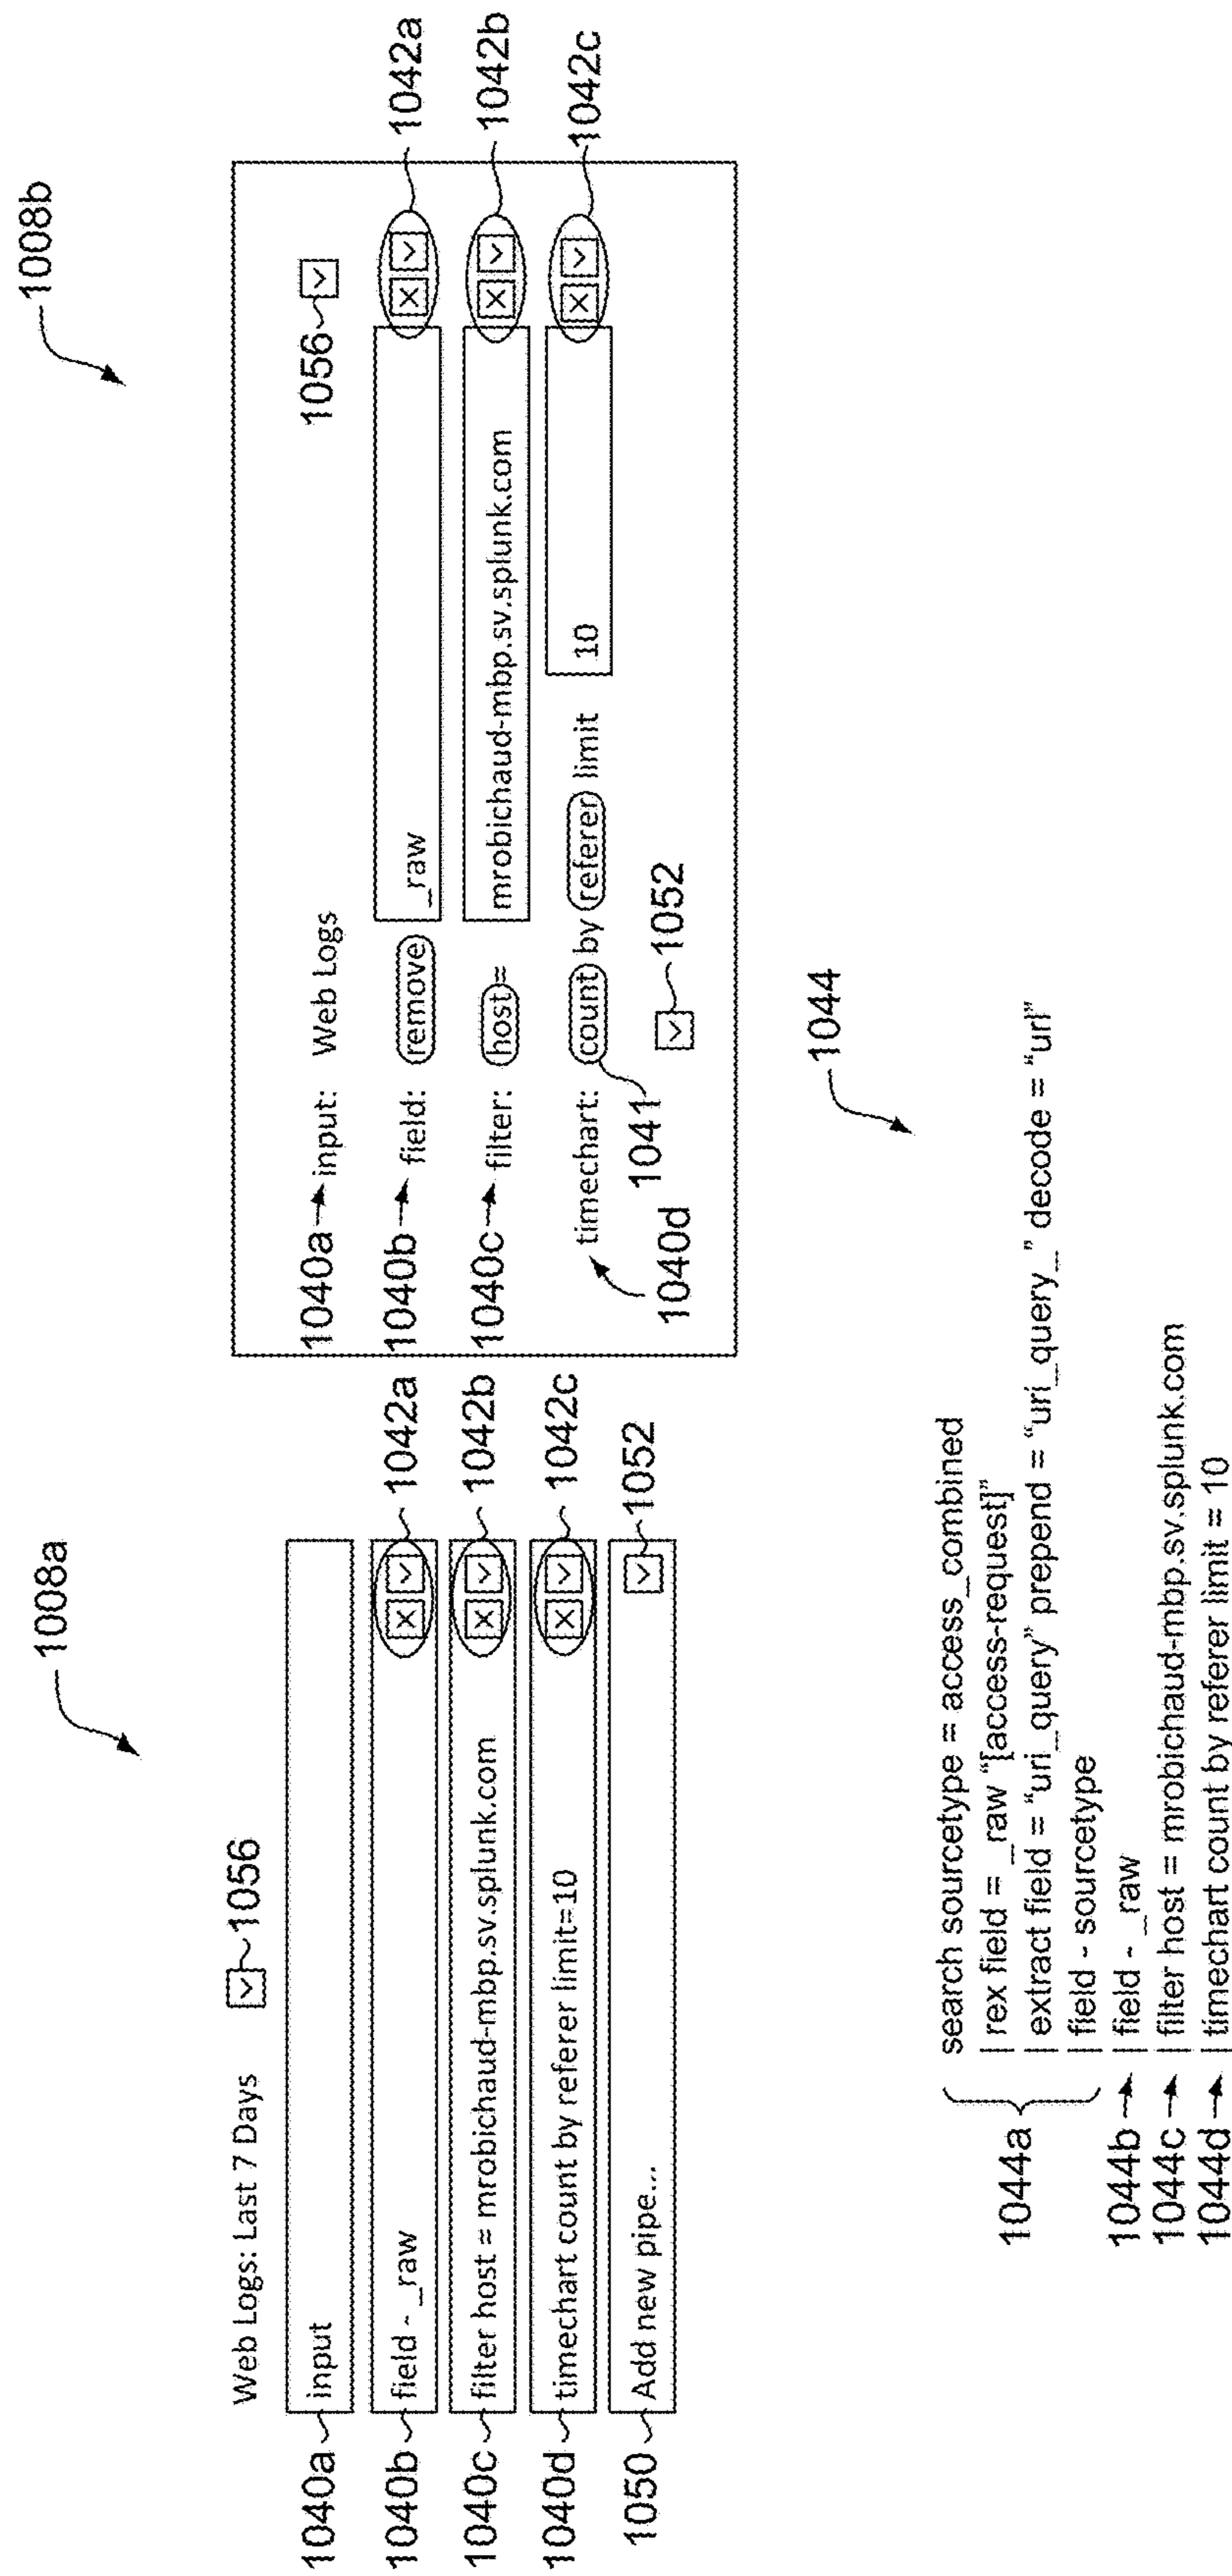 1008a
Web Logs: Last 7 Days 1056
1040a input
1040b field - _raw X 1042a
1040c filter host = mrobichaud-mbp.sv.splunk.com X 1042b
1040d timechart count by referer limit=10 X 1042c
1050 Add new pipe... 1052
1008b
1056
1040a input: Web Logs
1040b field: remove _raw X 1042a
1040c filter: host= mrobichaud-mbp.sv.splunk.com X 1042b
timechart: count by referer limit 10 X 1042c
1040d 1041 1052
1044
1044a search sourcetype = access_combined
| rex field = _raw “[access-request]”
| extract field = “uri_query” prepend = “uri_query_” decode = “url”
| field - sourcetype
1044b | field - _raw
1044c | filter host = mrobichaud-mbp.sv.splunk.com
1044d | timechart count by referer limit = 10